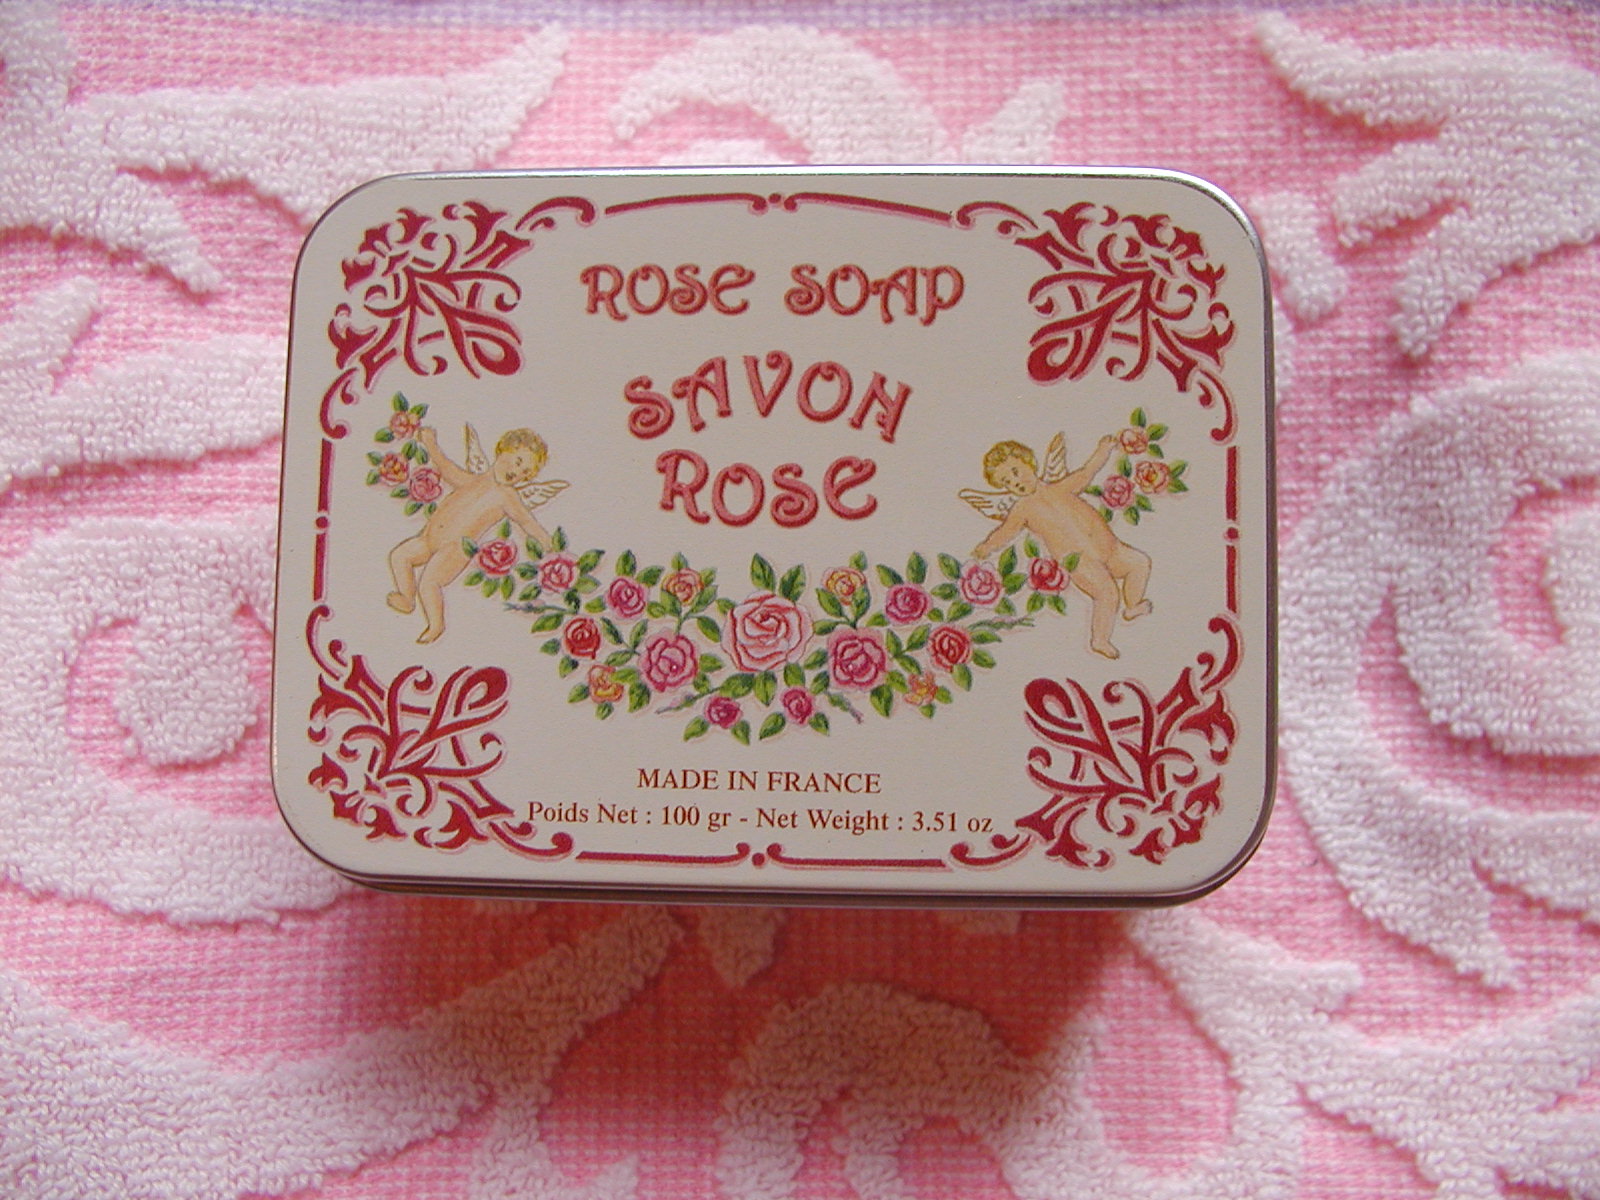 ROSE SOAP
SAVON
ROSE
MADE IN FRANCE
Poids Net : 100 gr - Net Weight : 3.51 oz